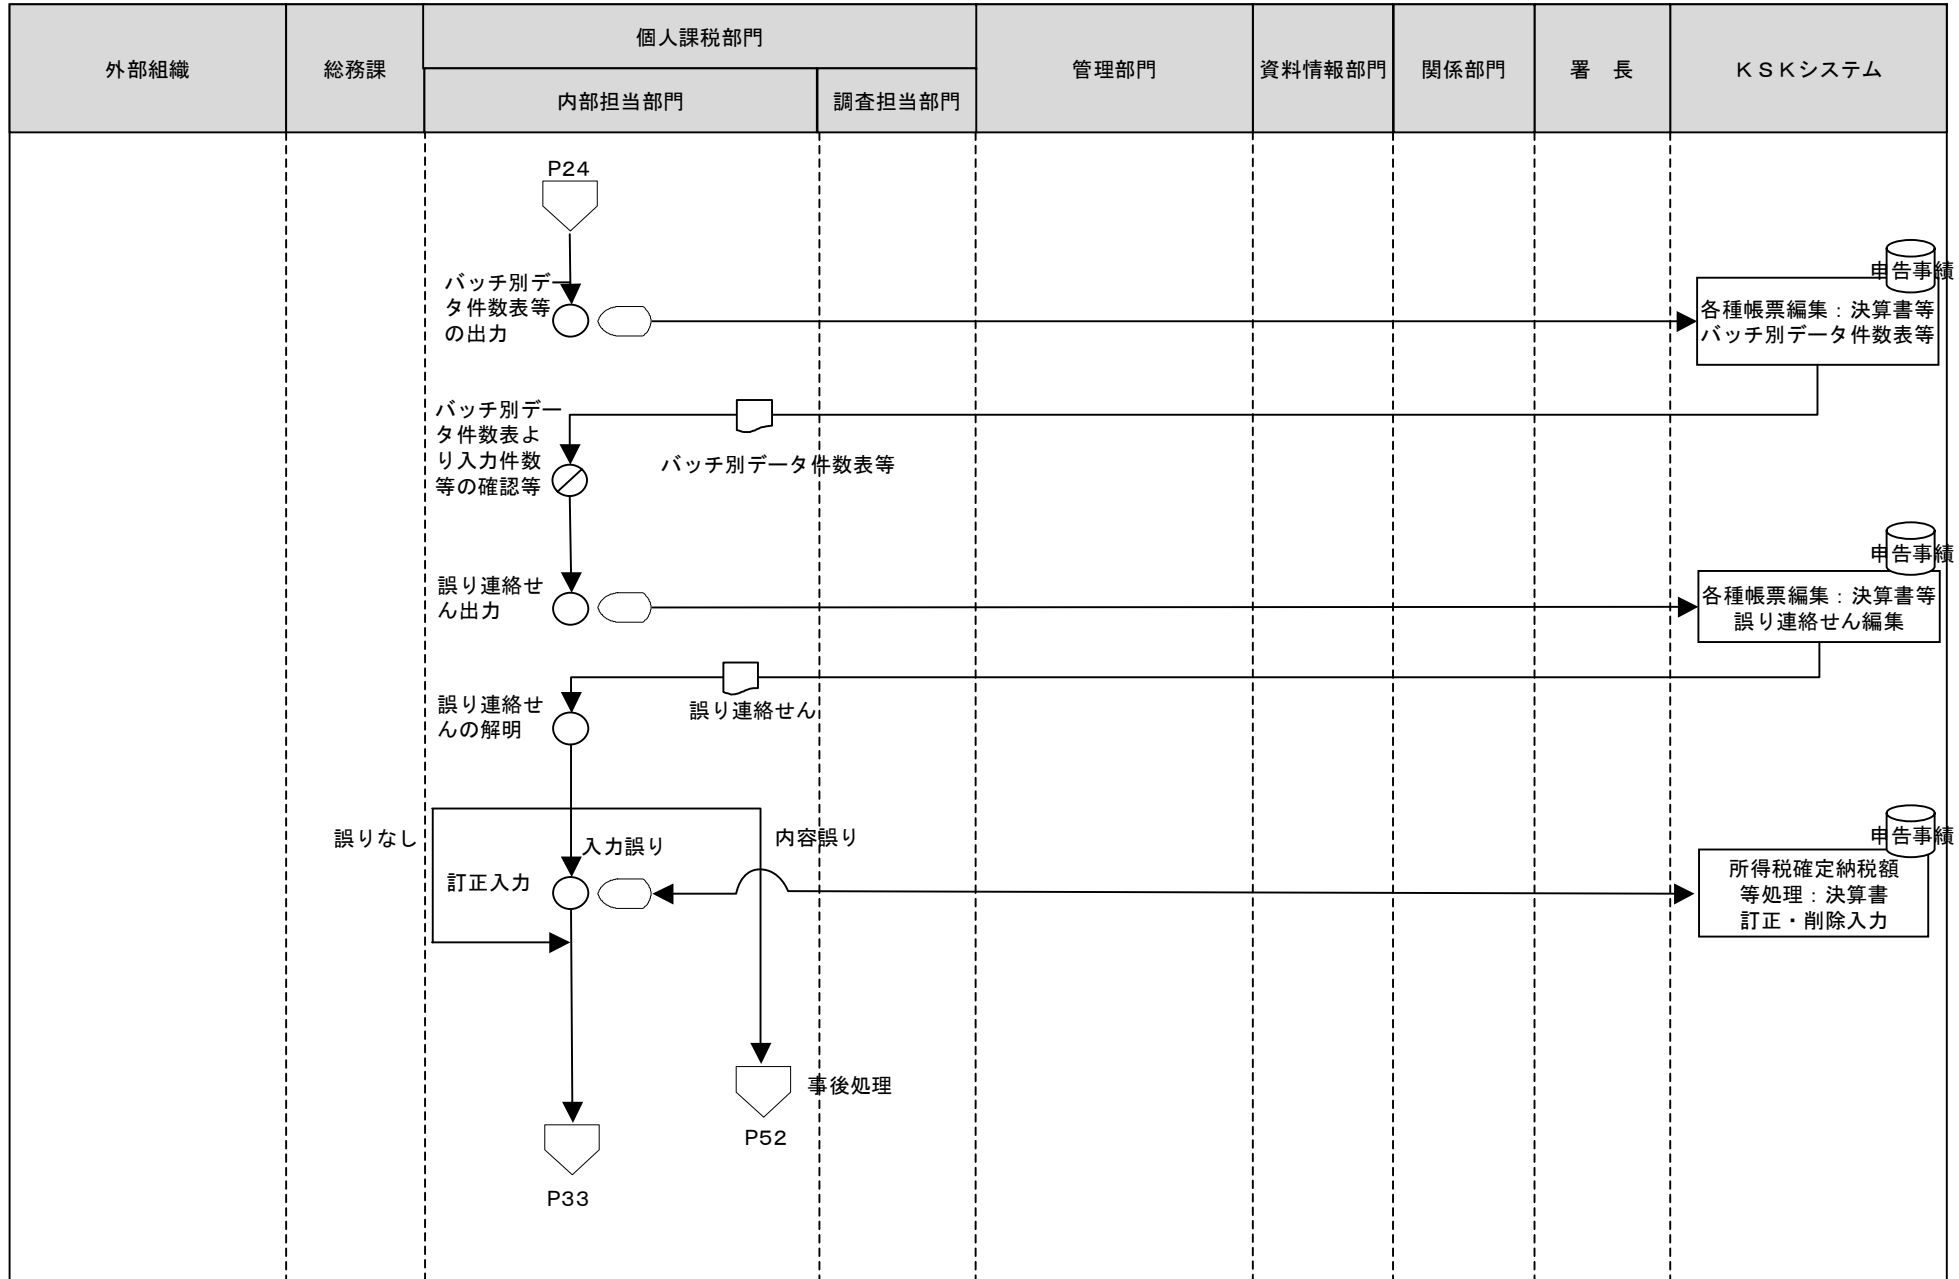 外部組織
総務課
個人課税部門
内部担当部門
調査担当部門
管理部門
資料情報部門
関係部門
署　長
ＫＳＫシステム
P24
バッチ別デー
タ件数表等
の出力
申告事績
各種帳票編集：決算書等
バッチ別データ件数表等
バッチ別デー
タ件数表よ
り入力件数
等の確認等
バッチ別データ件数表等
誤り連絡せ
ん出力
申告事績
各種帳票編集：決算書等
誤り連絡せん編集
誤り連絡せ
んの解明
誤り連絡せん
誤りなし
入力誤り
内容誤り
訂正入力
申告事績
所得税確定納税額
等処理：決算書
訂正・削除入力
事後処理
P52
P33